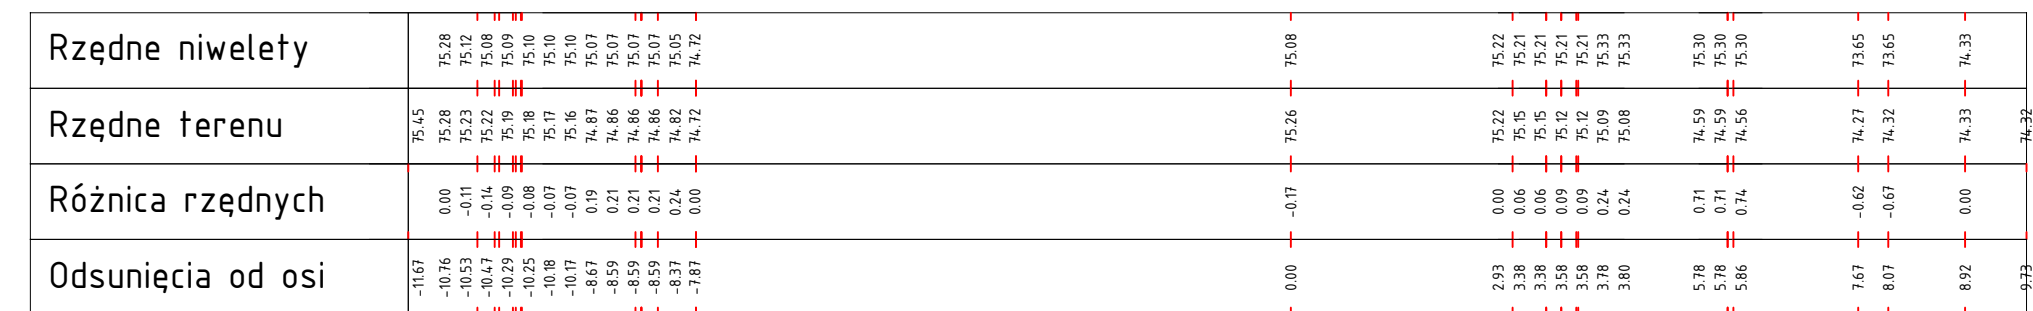 Rzędne niwelety 75.28 75.12 75.08 75.09 75.10 75.10 75.10 75.07 75.07 75.07 75.07 75.05 74.72 75.08 75.22 75.21 75.21 75.21 75.21 75.33 75.33 75.30 75.30 75.30 73.65 73.65 74.33
Rzędne terenu 75.45 75.28 75.23 75.22 75.19 75.18 75.17 75.16 74.87 74.86 74.86 74.86 74.82 74.72 75.26 75.22 75.15 75.15 75.12 75.12 75.09 75.08 74.59 74.59 74.56 74.27 74.32 74.33 74.32
Różnica rzędnych 0.00 -0.11 -0.14 -0.09 -0.08 -0.07 -0.07 0.19 0.21 0.21 0.21 0.24 0.00 -0.17 0.00 0.06 0.06 0.09 0.09 0.24 0.24 0.71 0.71 0.74 -0.62 -0.67 0.00
Odsunięcia od osi -11.67 -10.76 -10.53 -10.47 -10.29 -10.25 -10.18 -10.17 -8.67 -8.59 -8.59 -8.59 -8.37 -7.87 0.00 2.93 3.38 3.38 3.58 3.58 3.78 3.80 5.78 5.78 5.86 7.67 8.07 8.92 9.73